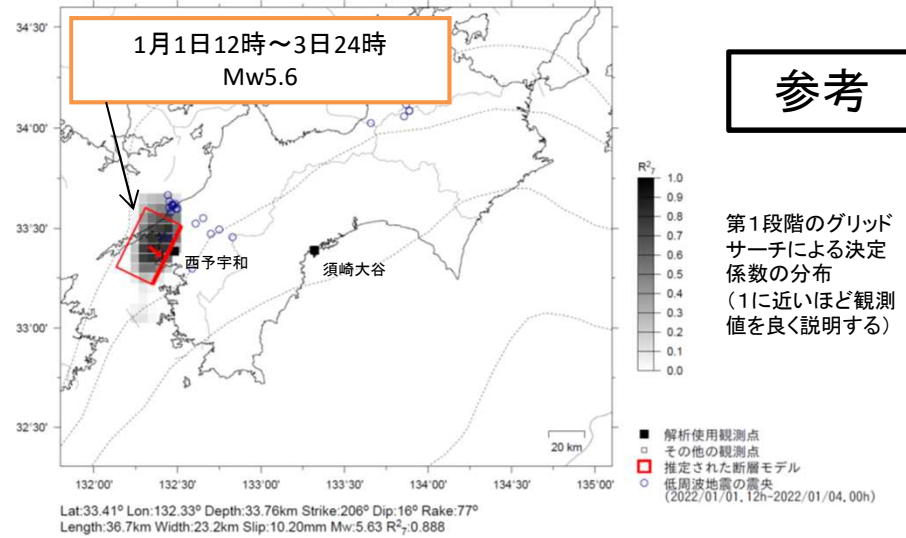 1月1日12時～3日24時
Mw5.6
参考
34°30'
34°00'
33°30'
33°00'
32°30'
西予宇和
須崎大谷
20 km
132°00'
132°30'
133°00'
133°30'
134°00'
134°30'
135°00'
R²₇
1.0
0.9
0.8
0.7
0.6
0.5
0.4
0.3
0.2
0.1
0.0
第1段階のグリッド
サーチによる決定
係数の分布
（1に近いほど観測
値を良く説明する）
解析使用観測点
その他の観測点
推定された断層モデル
低周波地震の震央
(2022/01/01,12h-2022/01/04,00h)
Lat:33.41° Lon:132.33° Depth:33.76km Strike:206° Dip:16° Rake:77°
Length:36.7km Width:23.2km Slip:10.20mm Mw:5.63 R²₇:0.888